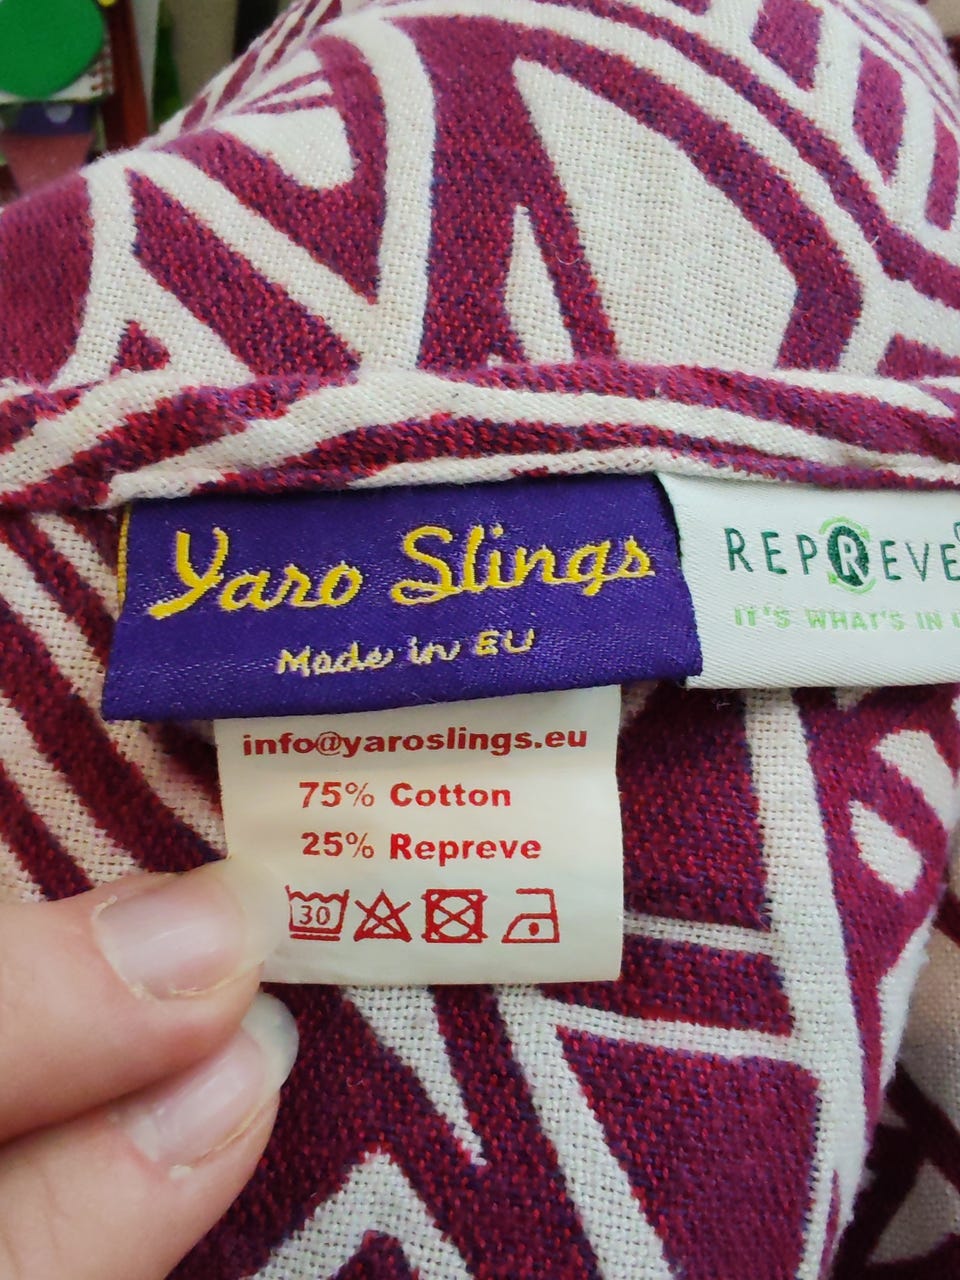 Yaro Slings
Made in EU
REPREVE
IT'S WHAT'S IN
info@yaroslings.eu
75% Cotton
25% Repreve
30